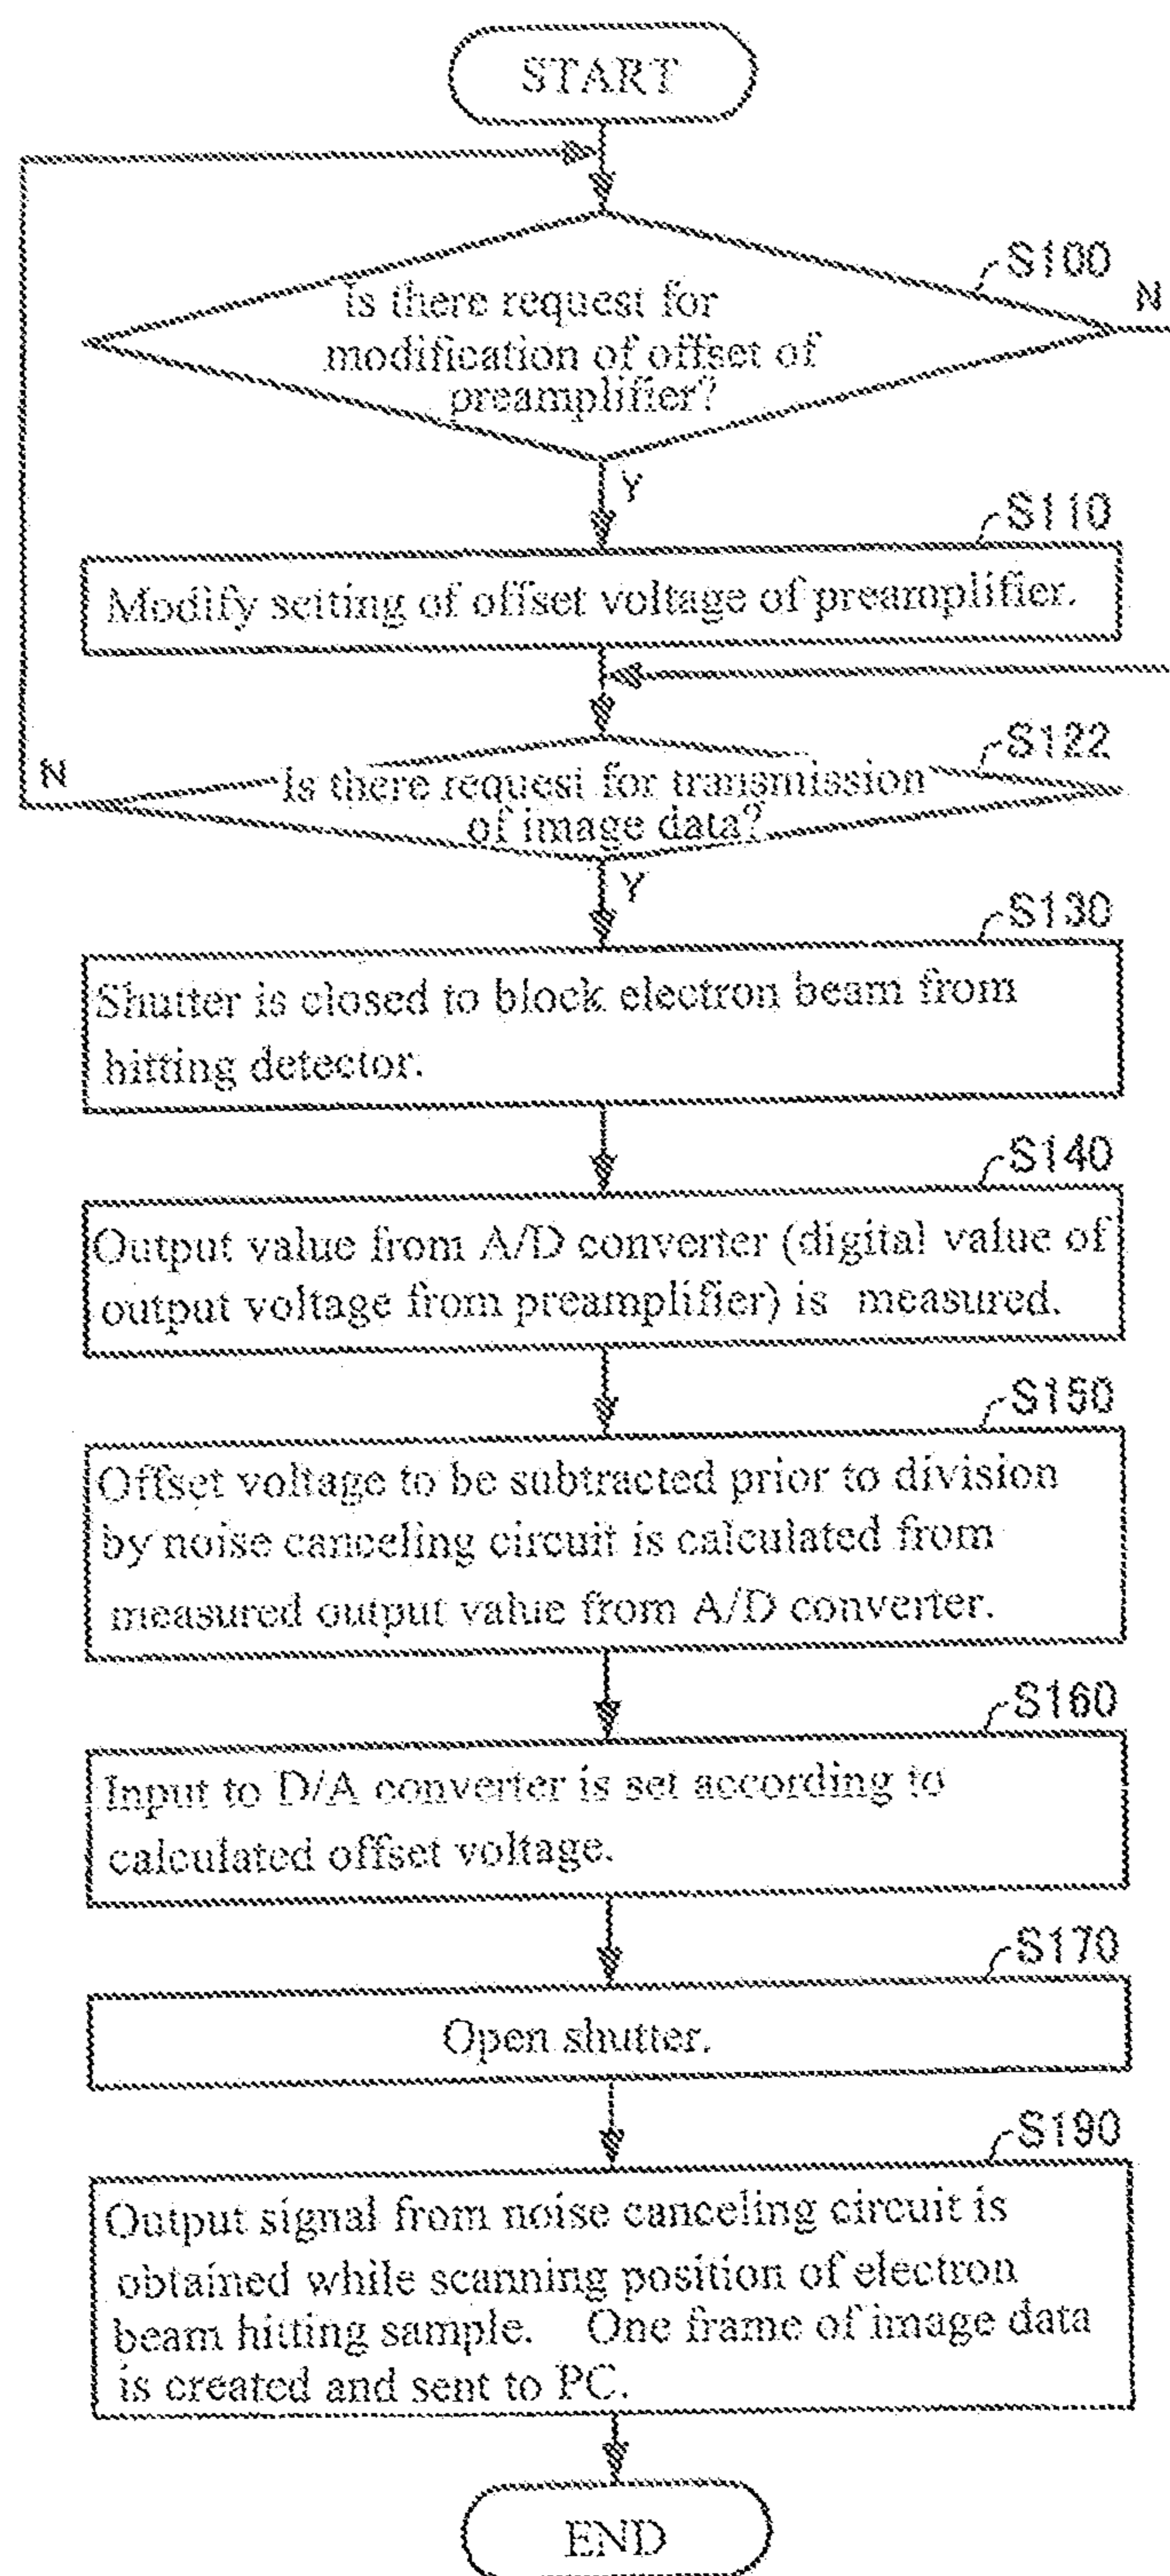 START
S100
N
Is there request for
modification of offset of
preamplifier?
Y
S110
Modify setting of offset voltage of preamplifier.
S122
N
Is there request for transmission
of image data?
Y
S130
Shutter is closed to block electron beam from
hitting detector.
S140
Output value from A/D converter (digital value of
output voltage from preamplifier) is measured.
S150
Offset voltage to be subtracted prior to division
by noise canceling circuit is calculated from
measured output value from A/D converter.
S160
Input to D/A converter is set according to
calculated offset voltage.
S170
Open shutter.
S190
Output signal from noise canceling circuit is
obtained while scanning position of electron
beam hitting sample. One frame of image data
is created and sent to PC.
END